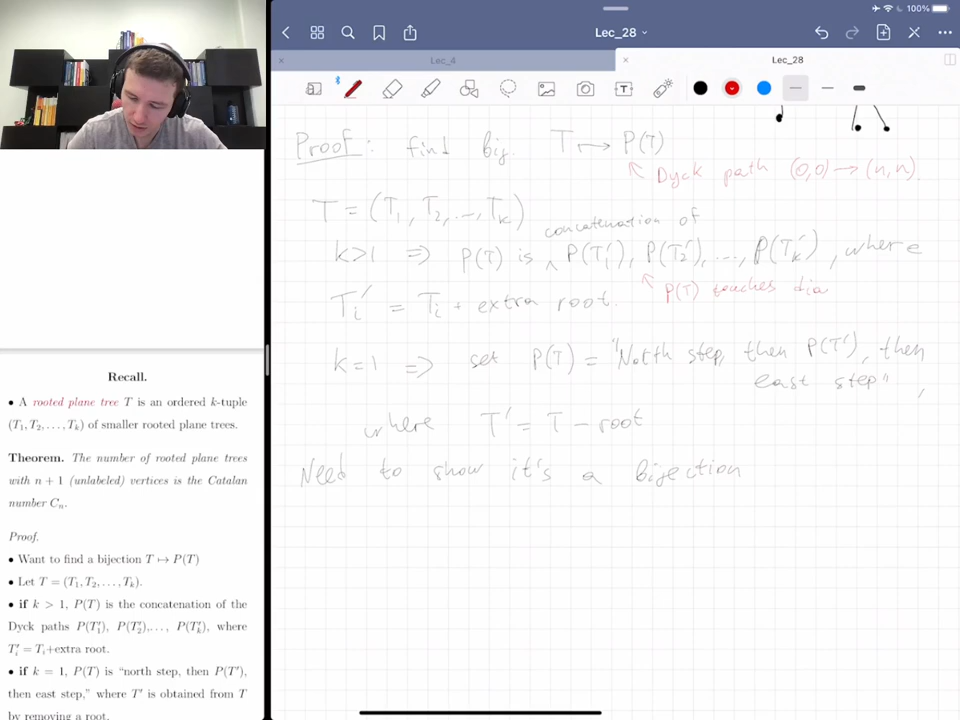 100%
Lec_28
Lec_4
Lec_28
Proof: find bij. T ↦ P(T)
Dyck path (0,0) → (n,n).
T = (T₁, T₂, ..., Tₖ)
concatenation of
k>1 ⇒ P(T) is ∧ P(T₁'), P(T₂'), ..., P(Tₖ'), where
P(T) touches dia
Tᵢ' = Tᵢ + extra root.
k=1 ⇒ set P(T) = "North step, then P(T'), then
east step",
where T' = T − root
Need to show it's a bijection
Recall.
• A rooted plane tree T is an ordered k-tuple
(T₁, T₂, . . . , Tₖ) of smaller rooted plane trees.
Theorem. The number of rooted plane trees
with n + 1 (unlabeled) vertices is the Catalan
number Cₙ.
Proof.
• Want to find a bijection T ↦ P(T)
• Let T = (T₁, T₂, . . . , Tₖ).
• if k > 1, P(T) is the concatenation of the
Dyck paths P(T₁'), P(T₂'),. . . , P(Tₖ'), where
Tᵢ' = Tᵢ+extra root.
• if k = 1, P(T) is "north step, then P(T'),
then east step," where T' is obtained from T
by removing a root.